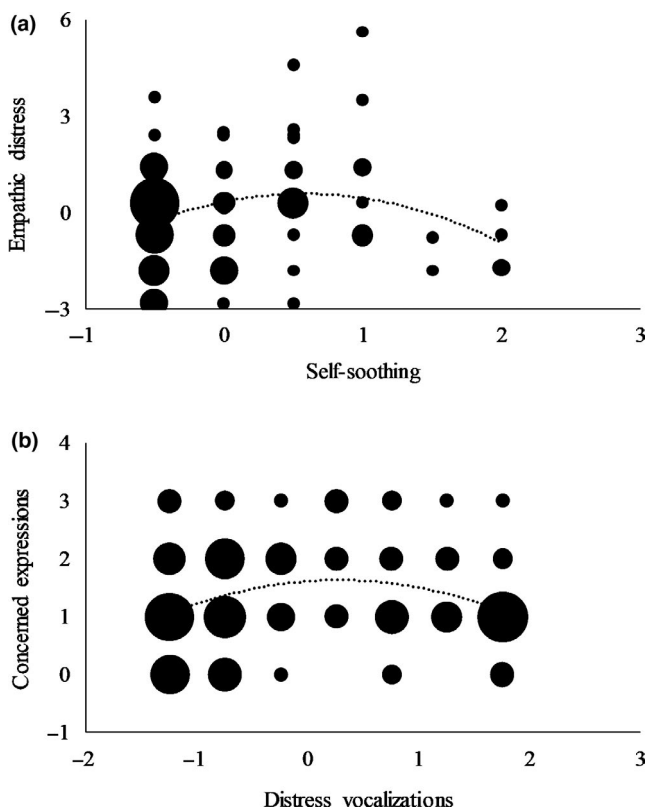 (a)
6
3
0
−3
Empathic distress
−1 0 1 2 3
Self-soothing
(b)
4
3
2
1
0
−1
Concerned expressions
−2 −1 0 1 2 3
Distress vocalizations